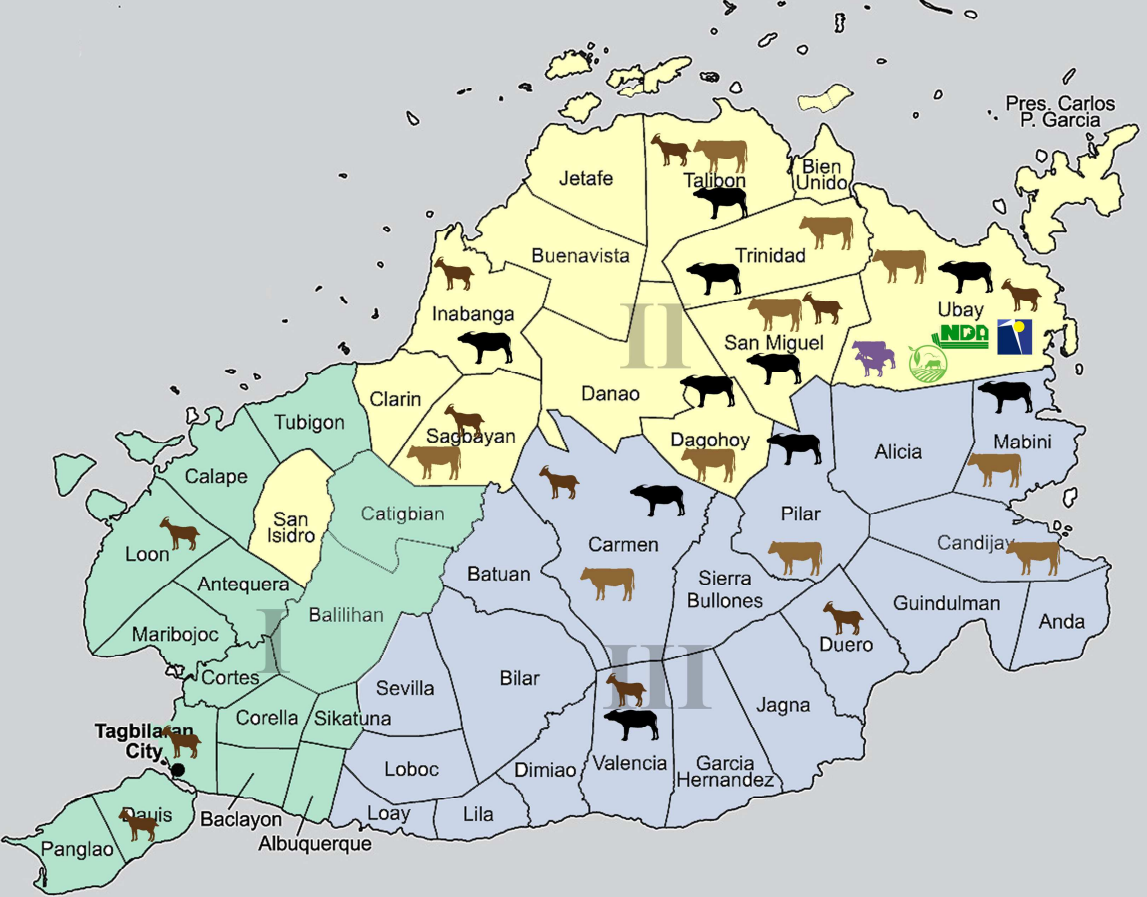 Pres. Carlos
P. Garcia
Jetafe
Talibon
Bien
Unido
Buenavista
Trinidad
Inabanga
II
San Miguel
Ubay
NDA
Clarin
Danao
Tubigon
Sagbayan
Dagohoy
Alicia
Mabini
Calape
San
Isidro
Catigbian
Loon
Carmen
Pilar
Candijay
Antequera
Batuan
Sierra
Bullones
Guindulman
Anda
Maribojoc
Balilihan
I
Duero
Cortes
Sevilla
Bilar
III
Corella
Sikatuna
Jagna
Tagbilaran
City
Loboc
Dimiao
Valencia
Garcia
Hernandez
Dauis
Baclayon
Loay
Lila
Panglao
Albuquerque